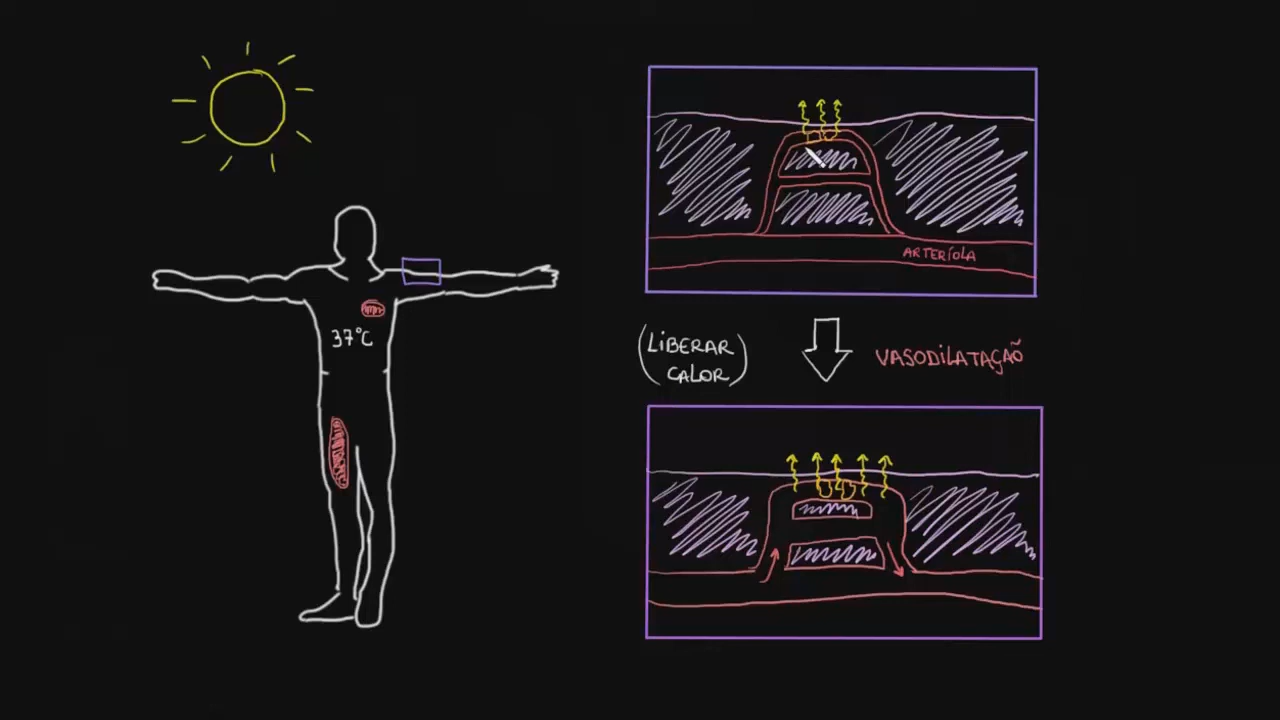 37°C
ARTERÍOLA
(LIBERAR
CALOR)
VASODILATAÇÃO